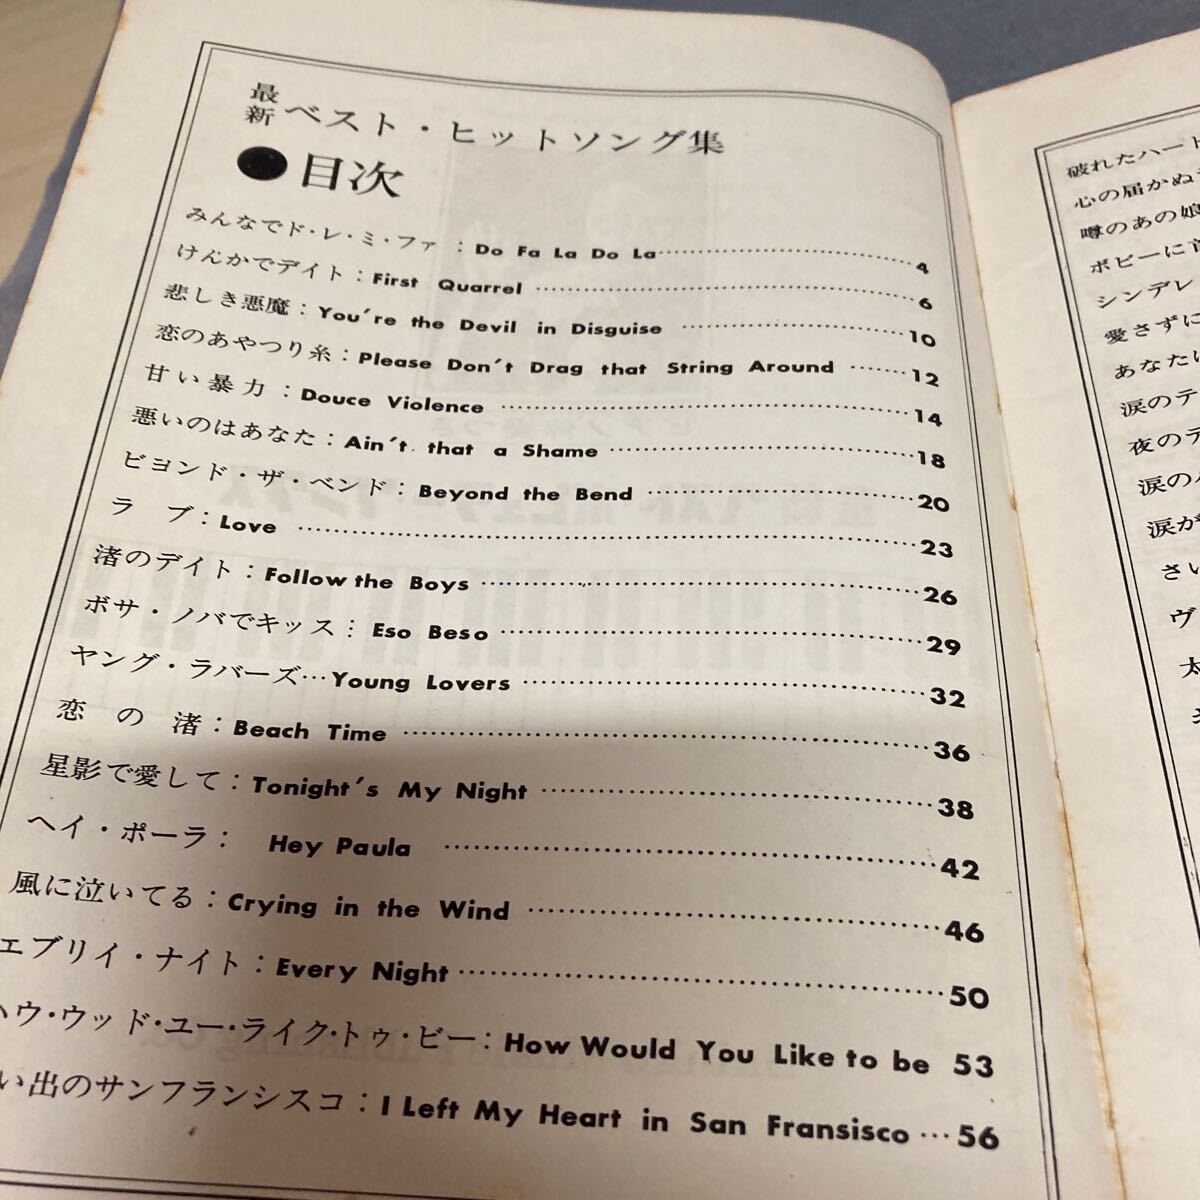 最新ベスト・ヒットソング集
●目次
みんなでド・レ・ミ・ファ：Do Fa La Do La……………4
けんかでデイト：First Quarrel……………6
悲しき悪魔：You're the Devil in Disguise……………10
恋のあやつり糸：Please Don't Drag that String Around……12
甘い暴力：Douce Violence……………14
悪いのはあなた：Ain't that a Shame……………18
ビヨンド・ザ・ベンド：Beyond the Bend……………20
ラブ：Love……………23
渚のデイト：Follow the Boys……………26
ボサ・ノバでキッス：Eso Beso……………29
ヤング・ラバーズ…Young Lovers……………32
恋の渚：Beach Time……………36
星影で愛して：Tonight's My Night……………38
ヘイ・ポーラ：Hey Paula……………42
風に泣いてる：Crying in the Wind……………46
エブリイ・ナイト：Every Night……………50
ハウ・ウッド・ユー・ライク・トゥ・ビー：How Would You Like to be 53
い出のサンフランシスコ：I Left My Heart in San Fransisco…56
破れたハート
心の届かぬ
噂のあの娘
ボビーに
シンデレ
愛さずに
あなたに
涙のテ
夜のテ
涙の
涙が
さい
ヴ
太